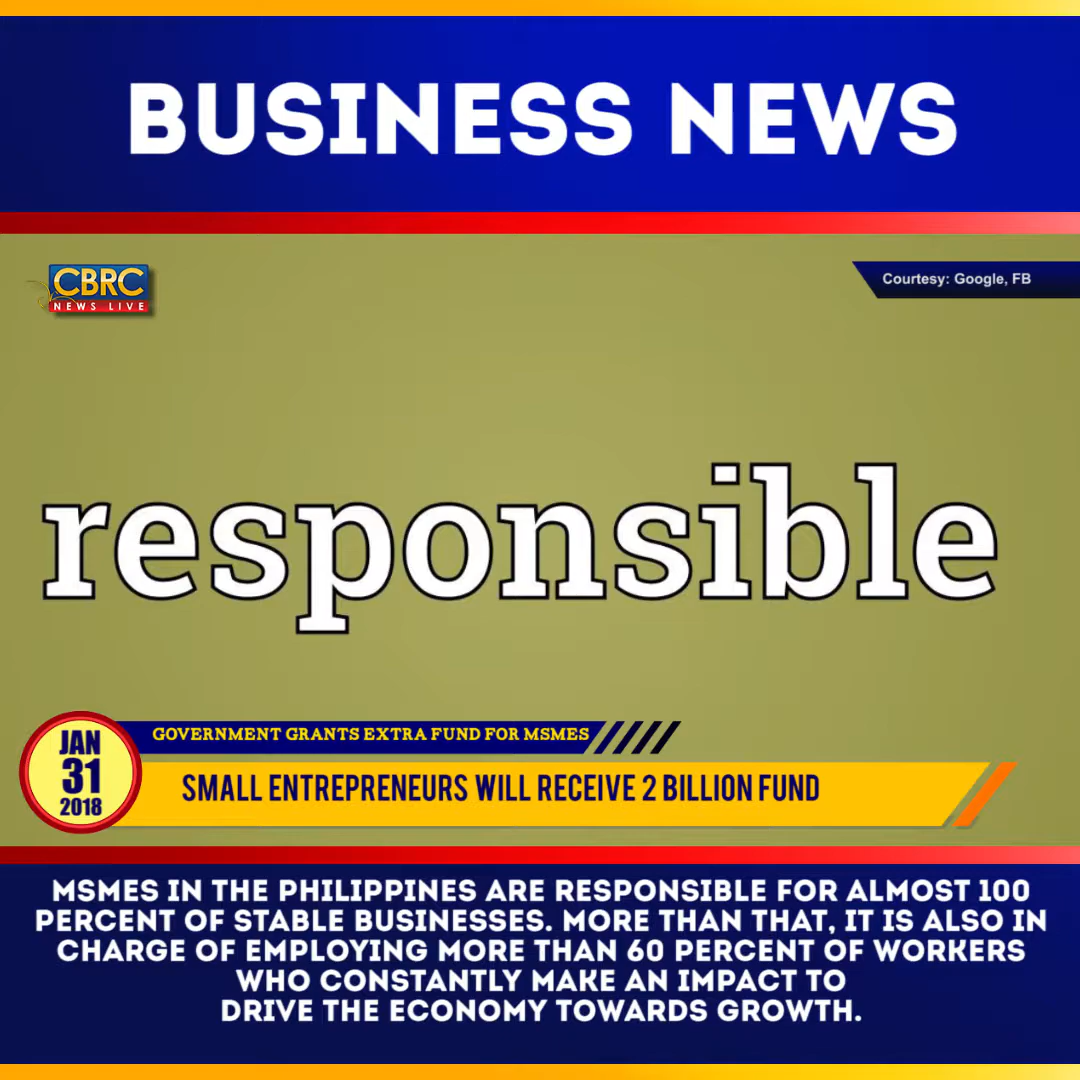 BUSINESS NEWS
CBRC
NEWS LIVE
Courtesy: Google, FB
responsible
JAN
31
2018
GOVERNMENT GRANTS EXTRA FUND FOR MSMES
SMALL ENTREPRENEURS WILL RECEIVE 2 BILLION FUND
MSMES IN THE PHILIPPINES ARE RESPONSIBLE FOR ALMOST 100
PERCENT OF STABLE BUSINESSES. MORE THAN THAT, IT IS ALSO IN
CHARGE OF EMPLOYING MORE THAN 60 PERCENT OF WORKERS
WHO CONSTANTLY MAKE AN IMPACT TO
DRIVE THE ECONOMY TOWARDS GROWTH.